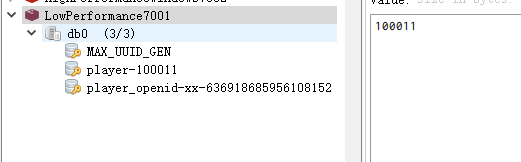 LowPerformance7001
db0 (3/3)
MAX_UUID_GEN
player-100011
player_openid-xx-636918685956108152
100011